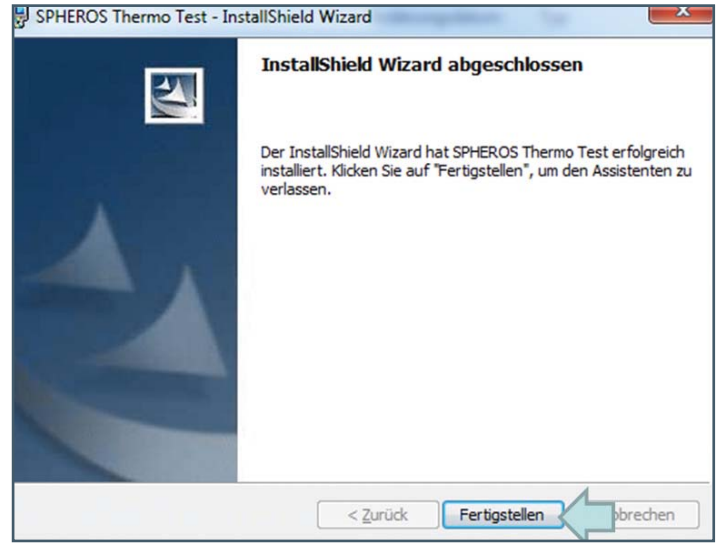 SPHEROS Thermo Test - InstallShield Wizard
InstallShield Wizard abgeschlossen
Der InstallShield Wizard hat SPHEROS Thermo Test erfolgreich
installiert. Klicken Sie auf "Fertigstellen", um den Assistenten zu
verlassen.
< Zurück
Fertigstellen
brechen